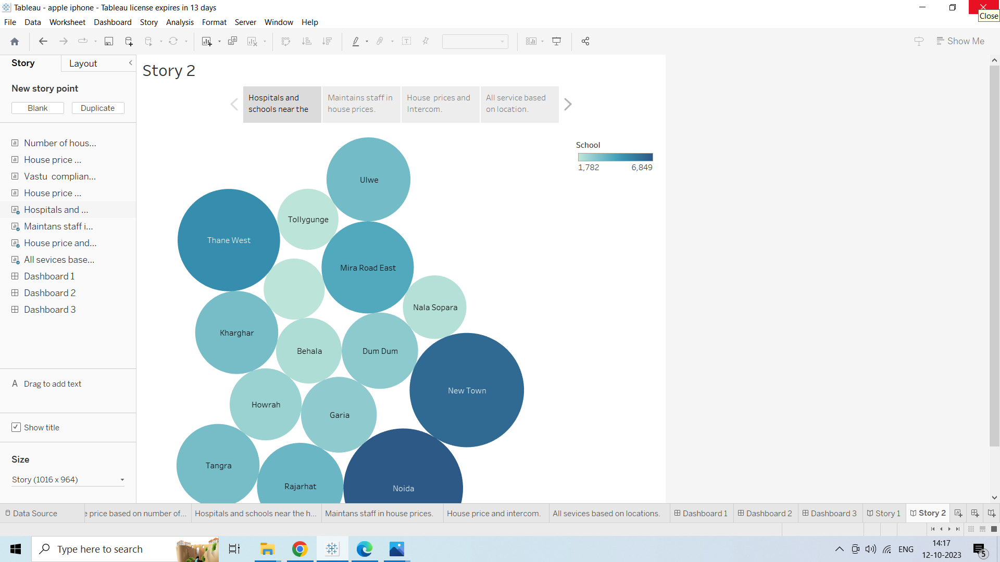 Tableau - apple iphone - Tableau license expires in 13 days
Close
File Data Worksheet Dashboard Story Analysis Format Server Window Help
Show Me
Story Layout
New story point
Blank Duplicate
Number of hous...
House price ...
Vastu complian...
House price ...
Hospitals and ...
Maintans staff i...
House price and...
All sevices base...
Dashboard 1
Dashboard 2
Dashboard 3
A Drag to add text
Show title
Size
Story (1016 x 964)
Story 2
Hospitals and
schools near the
Maintains staff in
house prices.
House prices and
Intercom.
All service based
on location.
School
1,782 6,849
Ulwe
Tollygunge
Thane West
Mira Road East
Nala Sopara
Kharghar
Behala
Dum Dum
New Town
Howrah
Garia
Tangra
Rajarhat
Noida
Data Source e price based on number of... Hospitals and schools near the h... Maintans staff in house prices. House price and intercom. All sevices based on locations. Dashboard 1 Dashboard 2 Dashboard 3 Story 1 Story 2
Type here to search
ENG
14:17
12-10-2023
5